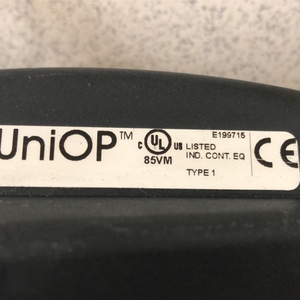 UniOP™
E199715
c UL us LISTED
85VM IND. CONT. EQ
TYPE 1
CE